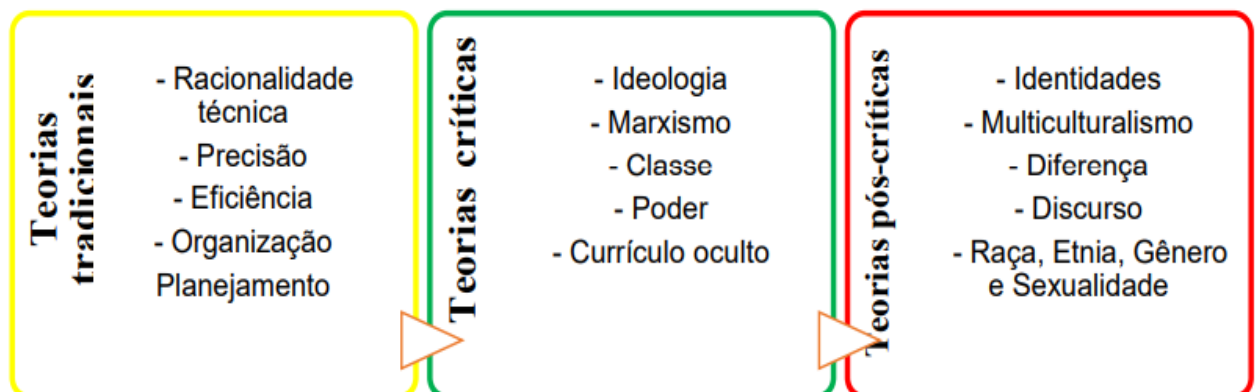 Teorias
tradicionais
- Racionalidade
técnica
- Precisão
- Eficiência
- Organização
Planejamento
Teorias críticas
- Ideologia
- Marxismo
- Classe
- Poder
- Currículo oculto
Teorias pós-críticas
- Identidades
- Multiculturalismo
- Diferença
- Discurso
- Raça, Etnia, Gênero
e Sexualidade